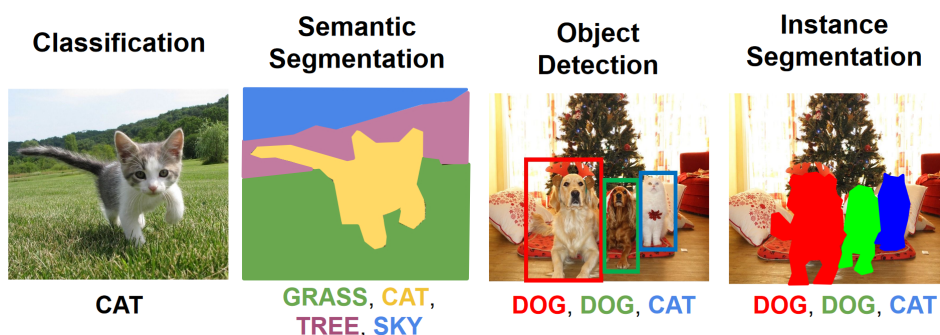 Classification
Semantic
Segmentation
Object
Detection
Instance
Segmentation
CAT
GRASS, CAT,
TREE, SKY
DOG, DOG, CAT
DOG, DOG, CAT